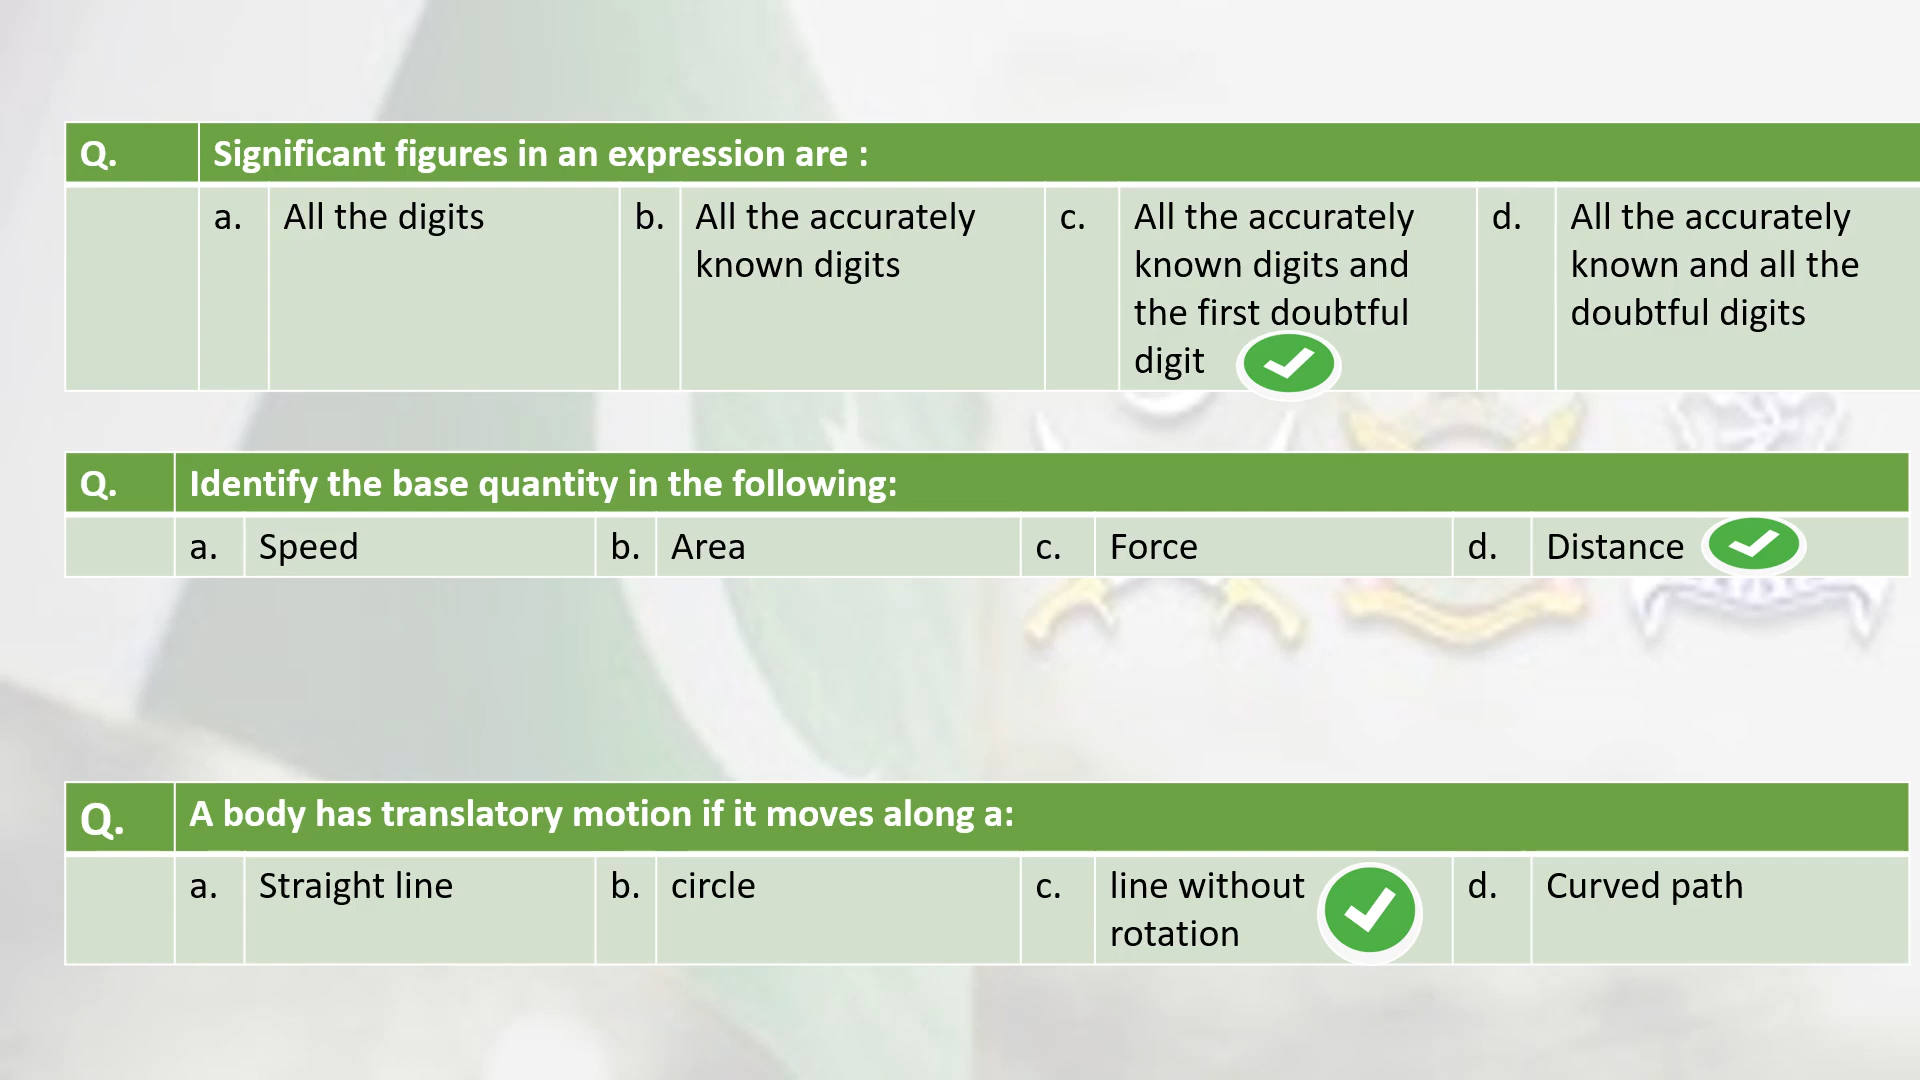 Q. Significant figures in an expression are :
a. All the digits b. All the accurately c. All the accurately d. All the accurately
known digits known digits and known and all the
the first doubtful doubtful digits
digit
Q. Identify the base quantity in the following:
a. Speed b. Area c. Force d. Distance
Q. A body has translatory motion if it moves along a:
a. Straight line b. circle c. line without d. Curved path
rotation